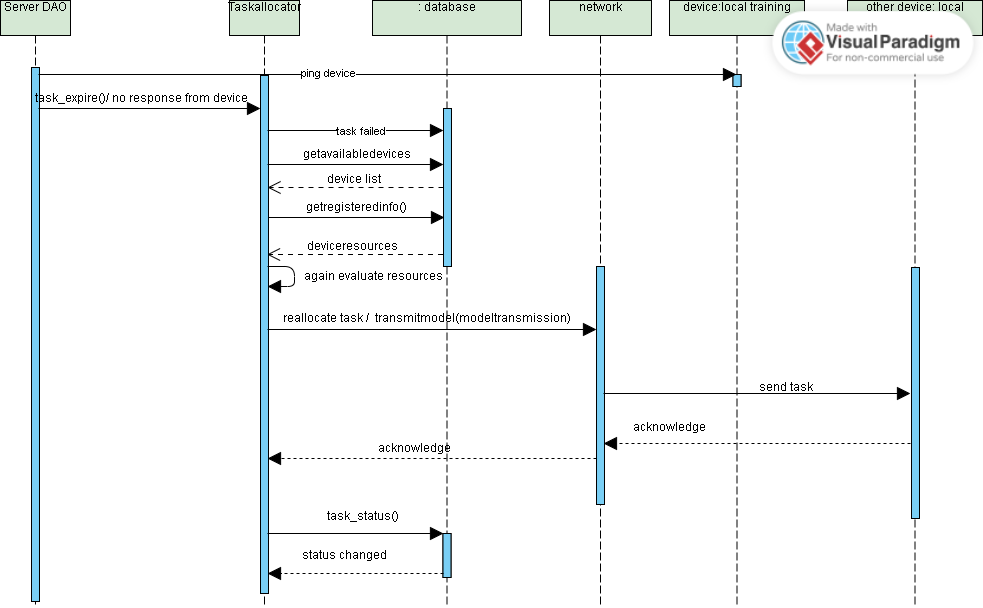 Server DAO
Taskallocator
: database
network
device:local training
other device: local
Made with
VisualParadigm
For non-commercial use
ping device
task_expire()/ no response from device
task failed
getavailabledevices
device list
getregisteredinfo()
deviceresources
again evaluate resources
reallocate task / transmitmodel(modeltransmission)
send task
acknowledge
acknowledge
task_status()
status changed